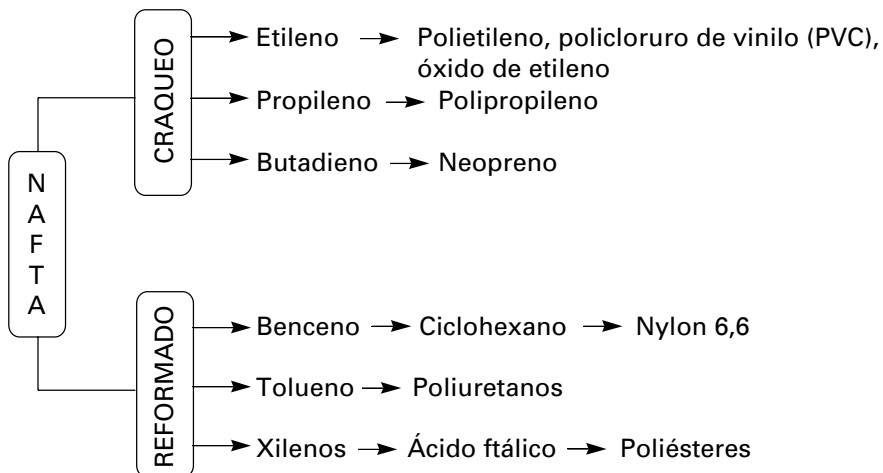 NAFTA
CRAQUEO
Etileno → Polietileno, policloruro de vinilo (PVC),
óxido de etileno
Propileno → Polipropileno
Butadieno → Neopreno
REFORMADO
Benceno → Ciclohexano → Nylon 6,6
Tolueno → Poliuretanos
Xilenos → Ácido ftálico → Poliésteres